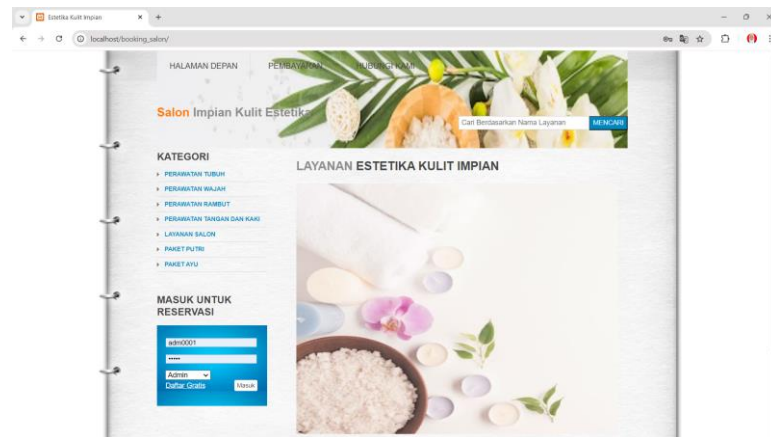 Estetika Kulit Impian
localhost/booking_salon/
HALAMAN DEPAN PEMBAYARAN HUBUNGI KAMI
Salon Impian Kulit Estetika
Cari Berdasarkan Nama Layanan MENCARI
KATEGORI
PERAWATAN TUBUH
PERAWATAN WAJAH
PERAWATAN RAMBUT
PERAWATAN TANGAN DAN KAKI
LAYANAN SALON
PAKET PUTRI
PAKET AYU
LAYANAN ESTETIKA KULIT IMPIAN
MASUK UNTUK
RESERVASI
adm0001
•••••
Admin
Daftar Gratis Masuk